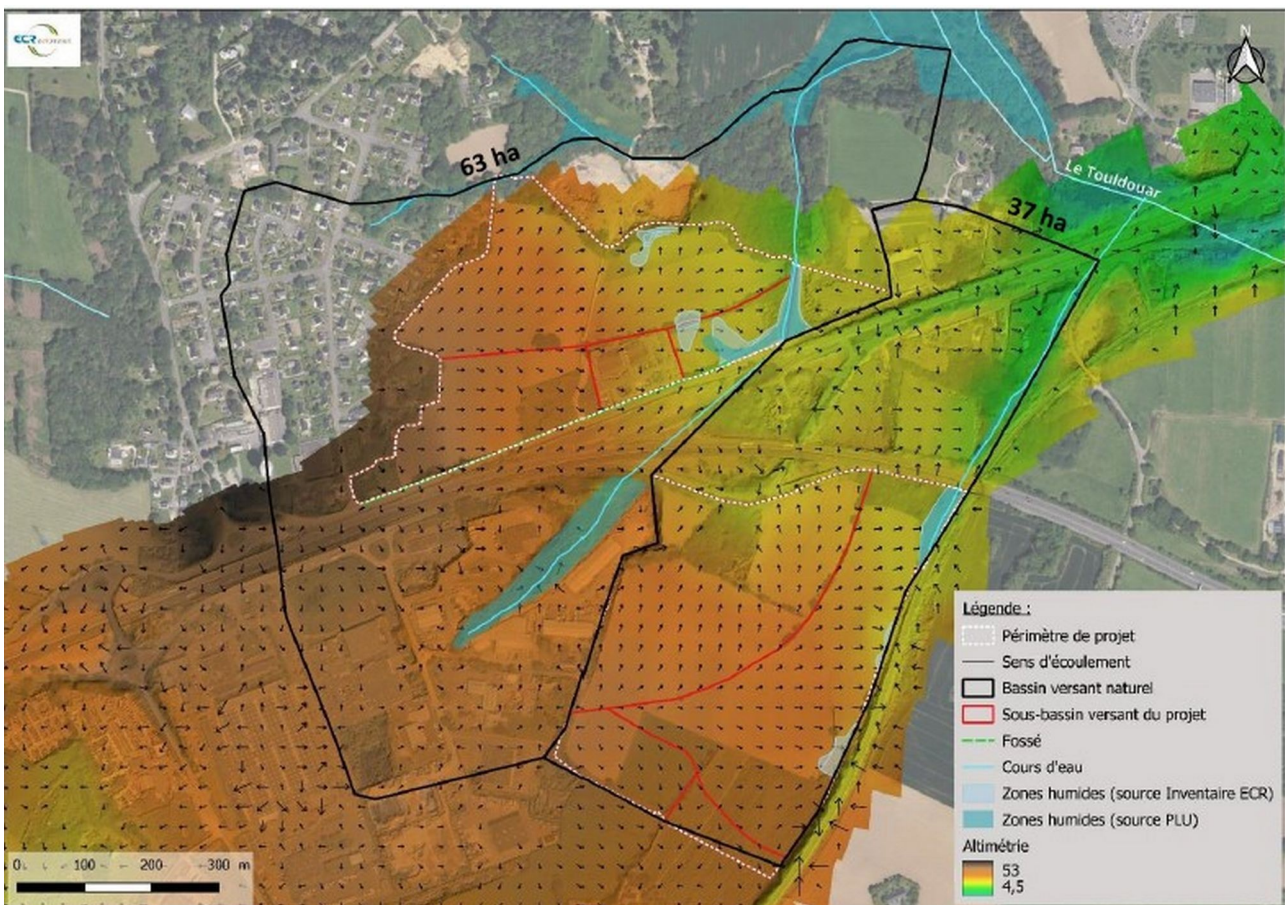 ECR
N
63 ha
Le Touldouar
37 ha
Légende :
Périmètre de projet
Sens d'écoulement
Bassin versant naturel
Sous-bassin versant du projet
Fossé
Cours d'eau
Zones humides (source Inventaire ECR)
Zones humides (source PLU)
Altimétrie
53
4,5
0 100 200 300 m